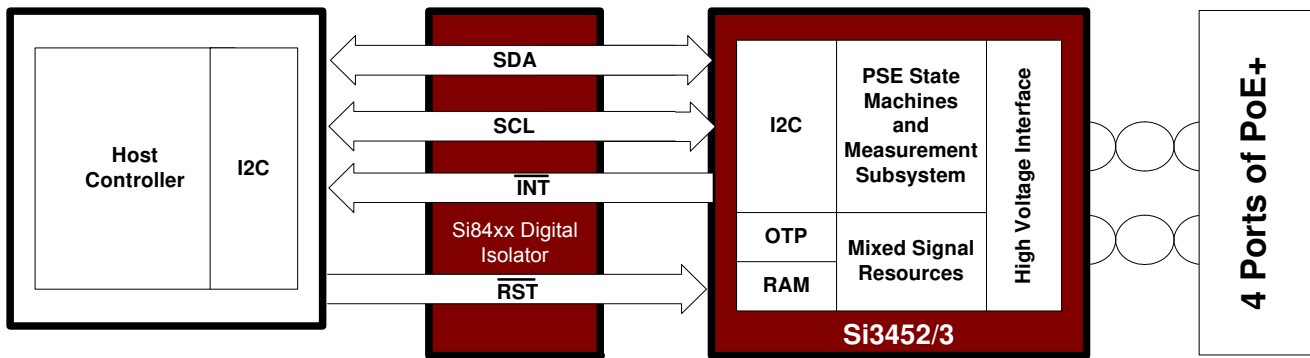 Host
Controller
I2C
SDA
SCL
INT
Si84xx Digital
Isolator
RST
I2C
PSE State
Machines
and
Measurement
Subsystem
OTP
RAM
Mixed Signal
Resources
High Voltage Interface
Si3452/3
4 Ports of PoE+